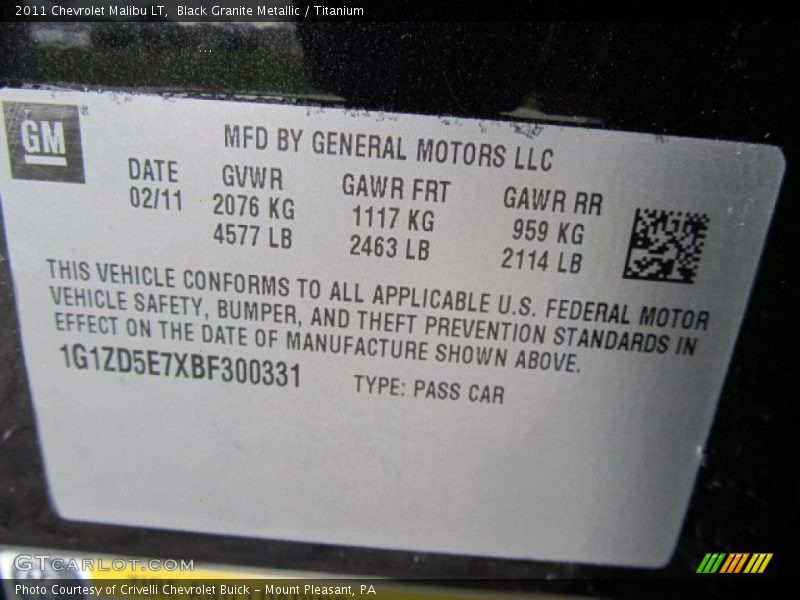 2011 Chevrolet Malibu LT, Black Granite Metallic / Titanium
GM
MFD BY GENERAL MOTORS LLC
DATE GVWR GAWR FRT GAWR RR
02/11 2076 KG 1117 KG 959 KG
4577 LB 2463 LB 2114 LB
THIS VEHICLE CONFORMS TO ALL APPLICABLE U.S. FEDERAL MOTOR
VEHICLE SAFETY, BUMPER, AND THEFT PREVENTION STANDARDS IN
EFFECT ON THE DATE OF MANUFACTURE SHOWN ABOVE.
1G1ZD5E7XBF300331 TYPE: PASS CAR
GTCarLot.com
Photo Courtesy of Crivelli Chevrolet Buick - Mount Pleasant, PA